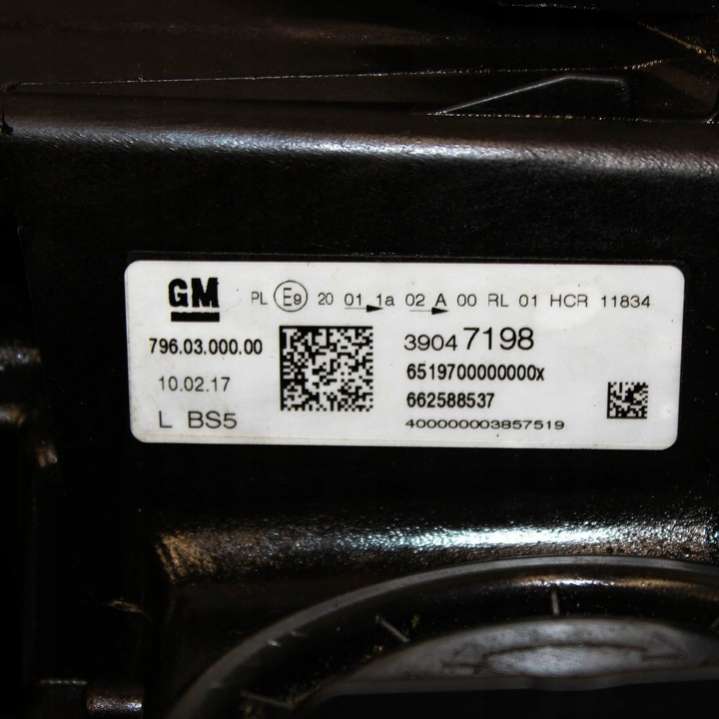 GM PL E9 20 01 1a 02 A 00 RL 01 HCR 11834
796.03.000.00 39047198
10.02.17 6519700000000x
662588537
L BS5 400000003857519